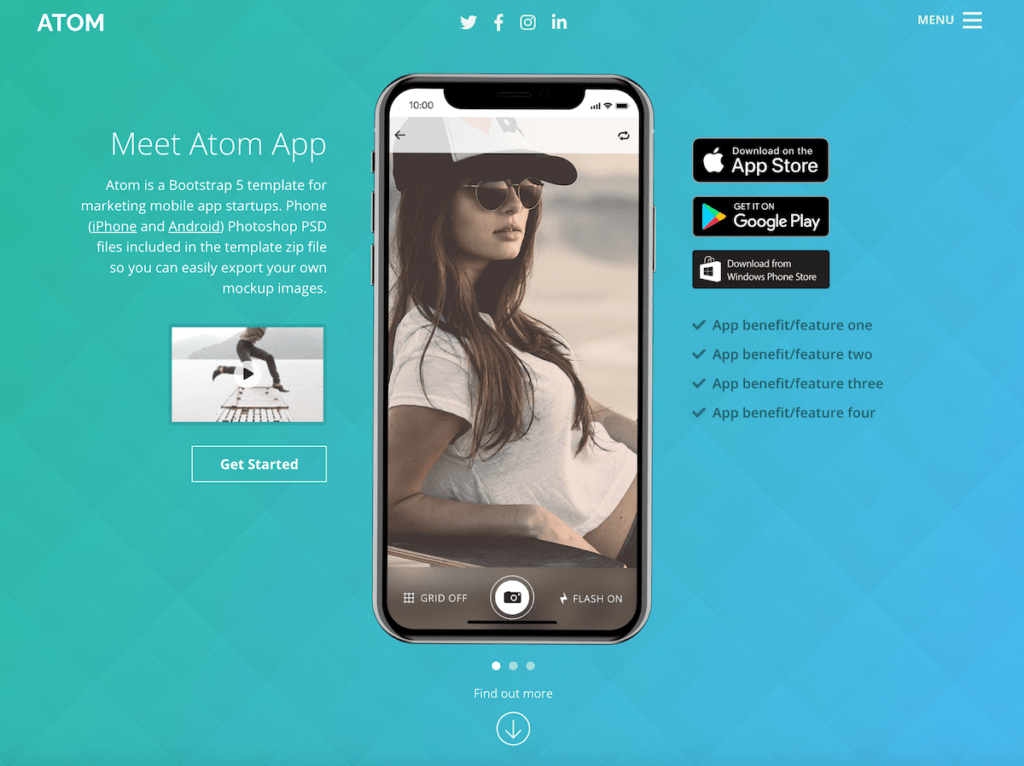 ATOM
MENU
Meet Atom App
Atom is a Bootstrap 5 template for
marketing mobile app startups. Phone
(iPhone and Android) Photoshop PSD
files included in the template zip file
so you can easily export your own
mockup images.
Get Started
10:00
GRID OFF
FLASH ON
Download on the
App Store
GET IT ON
Google Play
Download from
Windows Phone Store
App benefit/feature one
App benefit/feature two
App benefit/feature three
App benefit/feature four
Find out more